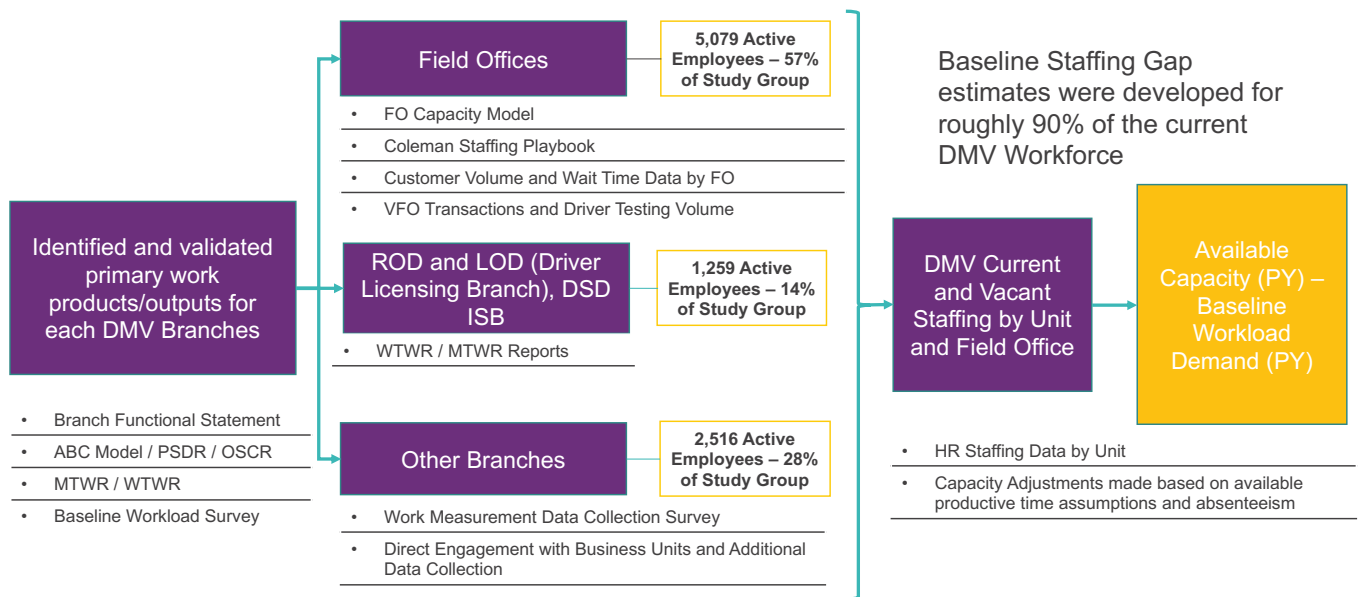 Identified and validated
primary work
products/outputs for
each DMV Branches
• Branch Functional Statement
• ABC Model / PSDR / OSCR
• MTWR / WTWR
• Baseline Workload Survey
Field Offices
5,079 Active
Employees – 57%
of Study Group
• FO Capacity Model
• Coleman Staffing Playbook
• Customer Volume and Wait Time Data by FO
• VFO Transactions and Driver Testing Volume
ROD and LOD (Driver
Licensing Branch), DSD
ISB
1,259 Active
Employees – 14%
of Study Group
• WTWR / MTWR Reports
Other Branches
2,516 Active
Employees – 28%
of Study Group
• Work Measurement Data Collection Survey
• Direct Engagement with Business Units and Additional
Data Collection
Baseline Staffing Gap
estimates were developed for
roughly 90% of the current
DMV Workforce
DMV Current
and Vacant
Staffing by Unit
and Field Office
Available
Capacity (PY) –
Baseline
Workload
Demand (PY)
• HR Staffing Data by Unit
• Capacity Adjustments made based on available
productive time assumptions and absenteeism